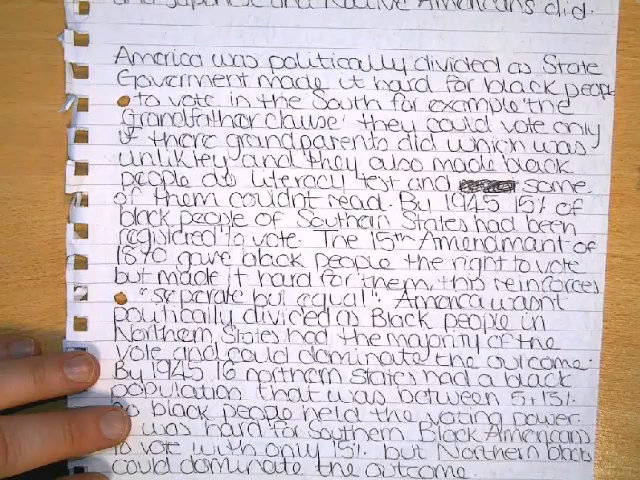 and Japanese and Native Americans did.
America was politically divided as State
Government made it hard for black people
to vote in the South for example 'the
Grandfather clause' they could vote only
if there grandparents did which was
unlikley and they also made black
people do literacy test and some
of them couldnt read. By 1945 15% of
black people of Southern States had been
registered to vote. The 15th Amendmant of
1870 gave black people the right to vote
but made it hard for them, this reinforces
"seperate but equal". America wasnt
politically divided as Black people in
Northern States had the majority of the
vote and could dominate the outcome.
By 1945 16 northern States had a black
population that was between 5+15%
so black people held the voting power.
was hard for Southern Black Americans
to vote with only 15% but Northern blacks
could dominate the outcome.